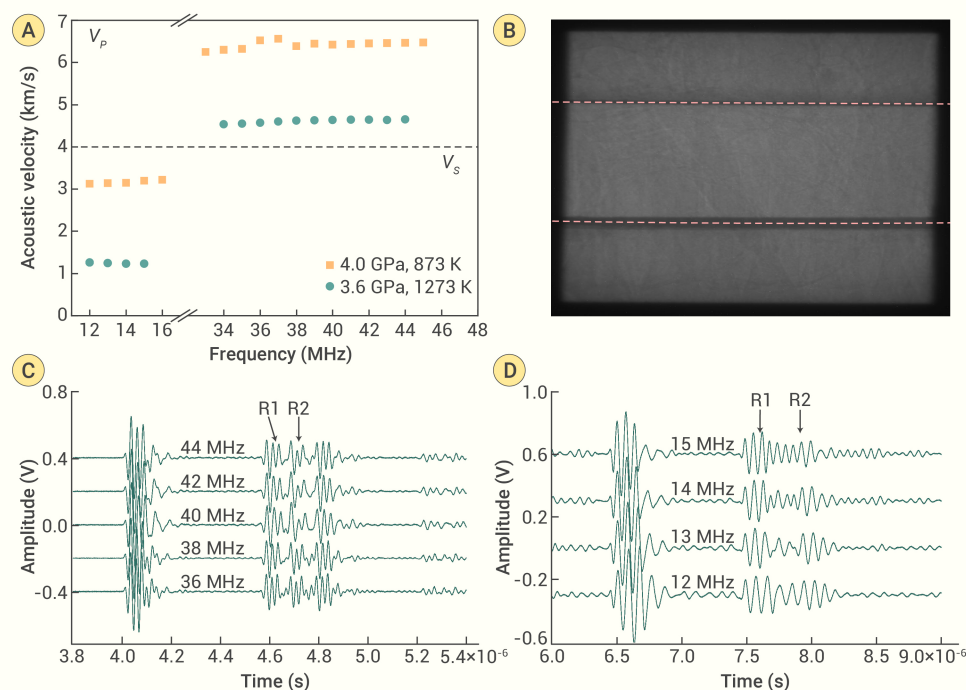 A
7
6
5
4
3
2
1
0
Acoustic velocity (km/s)
V_P
V_S
4.0 GPa, 873 K
3.6 GPa, 1273 K
12 14 16 34 36 38 40 42 44 46 48
Frequency (MHz)
B
C
0.8
0.4
0.0
-0.4
-0.8
Amplitude (V)
R1 R2
44 MHz
42 MHz
40 MHz
38 MHz
36 MHz
3.8 4.0 4.2 4.4 4.6 4.8 5.0 5.2 5.4×10⁻⁶
Time (s)
D
1.0
0.6
0.2
-0.2
-0.6
Amplitude (V)
R1 R2
15 MHz
14 MHz
13 MHz
12 MHz
6.0 6.5 7.0 7.5 8.0 8.5 9.0×10⁻⁶
Time (s)